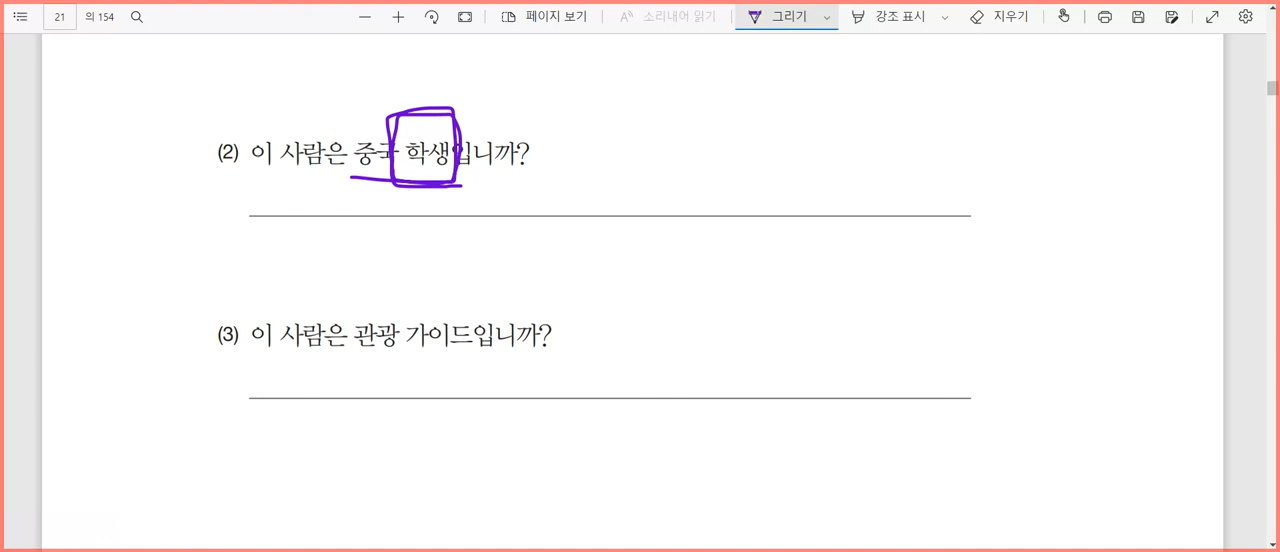 21 의 154 페이지 보기 소리내어 읽기 그리기 강조 표시 지우기
(2) 이 사람은 중국 학생입니까?
(3) 이 사람은 관광 가이드입니까?